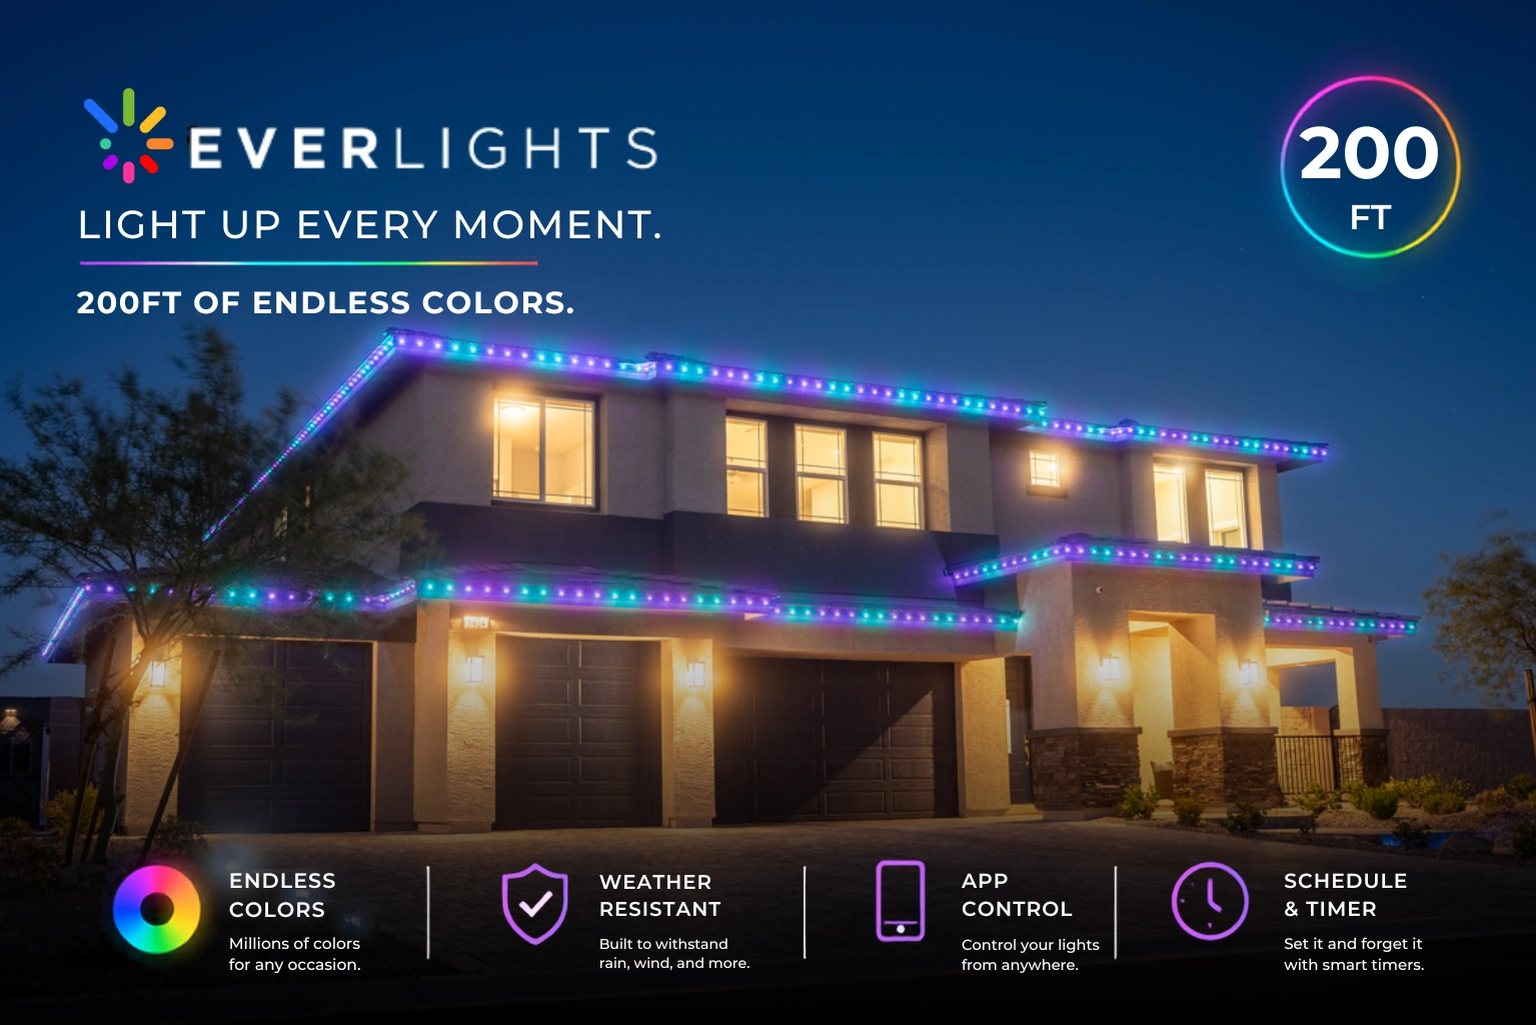 EVERLIGHTS
LIGHT UP EVERY MOMENT.
200FT OF ENDLESS COLORS.
200
FT
ENDLESS
COLORS
Millions of colors
for any occasion.
WEATHER
RESISTANT
Built to withstand
rain, wind, and more.
APP
CONTROL
Control your lights
from anywhere.
SCHEDULE
& TIMER
Set it and forget it
with smart timers.